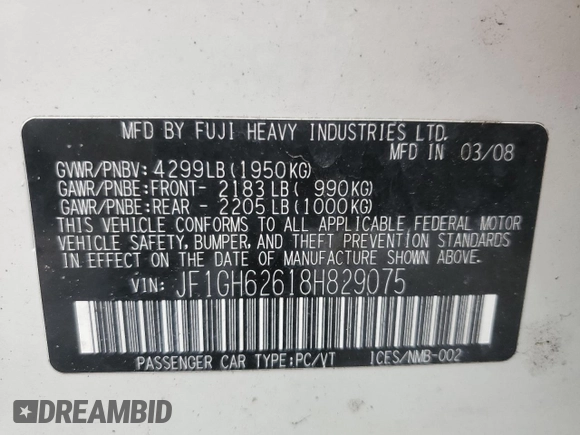 MFD BY FUJI HEAVY INDUSTRIES LTD.
MFD IN 03/08
GVWR/PNBV: 4299LB(1950KG)
GAWR/PNBE:FRONT- 2183LB( 990KG)
GAWR/PNBE:REAR - 2205LB(1000KG)
THIS VEHICLE CONFORMS TO ALL APPLICABLE FEDERAL MOTOR
VEHICLE SAFETY, BUMPER, AND THEFT PREVENTION STANDARDS
IN EFFECT ON THE DATE OF MANUFACTURE SHOWN ABOVE.
VIN: JF1GH62618H829075
PASSENGER CAR TYPE:PC/VT ICES/NMB-002
DREAMBID